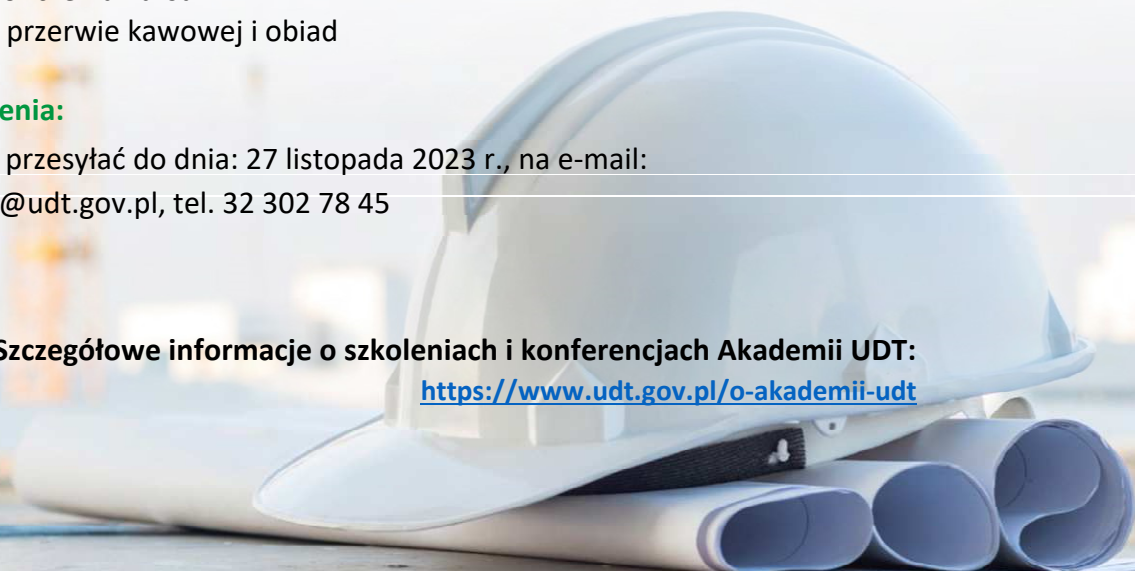 przerwie kawowej i obiad
enia:
przesyłać do dnia: 27 listopada 2023 r., na e-mail:
@udt.gov.pl, tel. 32 302 78 45
Szczegółowe informacje o szkoleniach i konferencjach Akademii UDT:
https://www.udt.gov.pl/o-akademii-udt